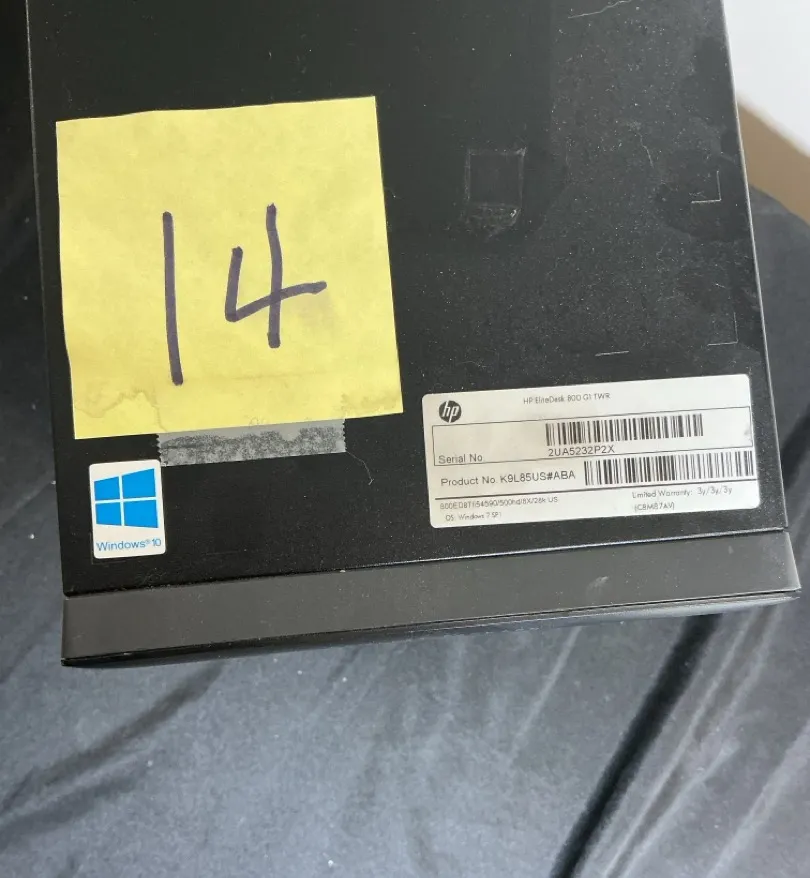 14
hp
HP EliteDesk 800 G1 TWR
Serial No
2UA5232P2X
Product No K9L85US#ABA
Limited Warranty: 3y/3y/3y
OS: Windows 7 SP1
Windows® 10